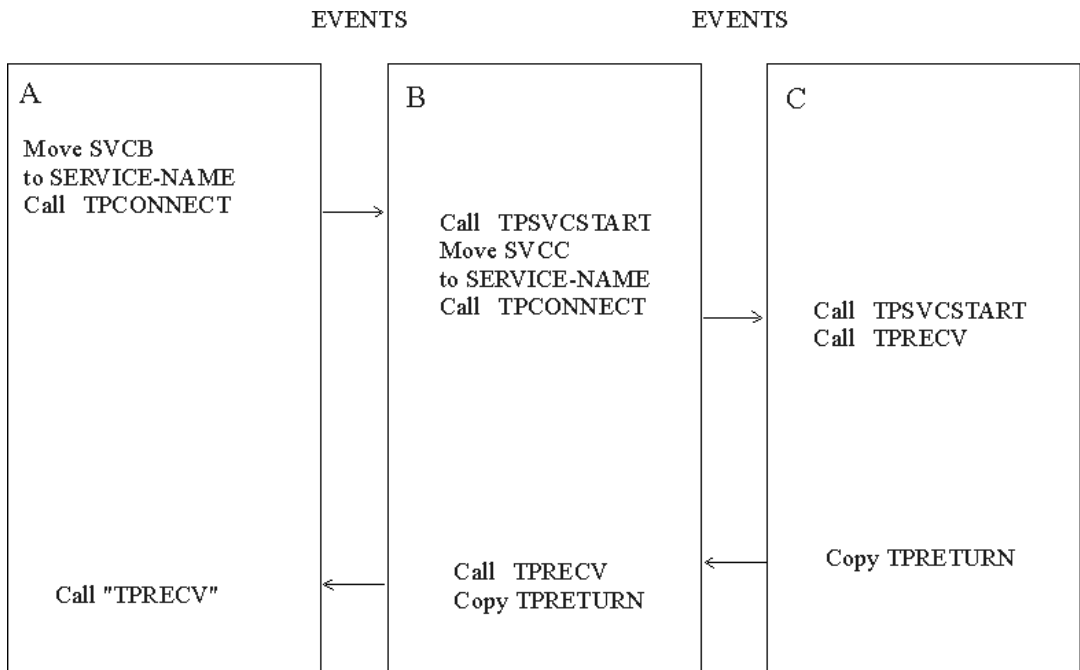 EVENTS
EVENTS
A
Move SVCB
to SERVICE-NAME
Call TPCONNECT
B
Call TPSVCSTART
Move SVCC
to SERVICE-NAME
Call TPCONNECT
Call TPRECV
Copy TPRETURN
C
Call TPSVCSTART
Call TPRECV
Copy TPRETURN
Call "TPRECV"